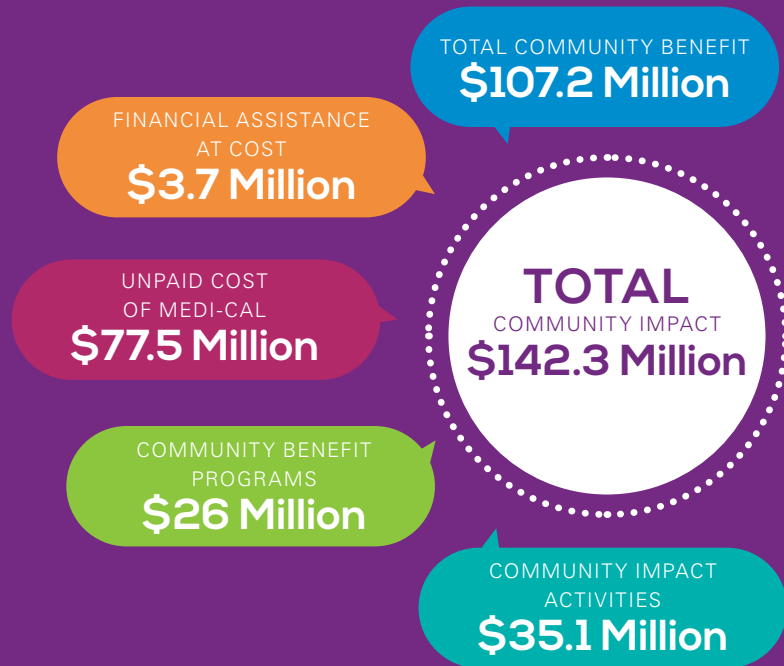 TOTAL COMMUNITY BENEFIT
$107.2 Million
FINANCIAL ASSISTANCE
AT COST
$3.7 Million
UNPAID COST
OF MEDI-CAL
$77.5 Million
COMMUNITY BENEFIT
PROGRAMS
$26 Million
TOTAL
COMMUNITY IMPACT
$142.3 Million
COMMUNITY IMPACT
ACTIVITIES
$35.1 Million